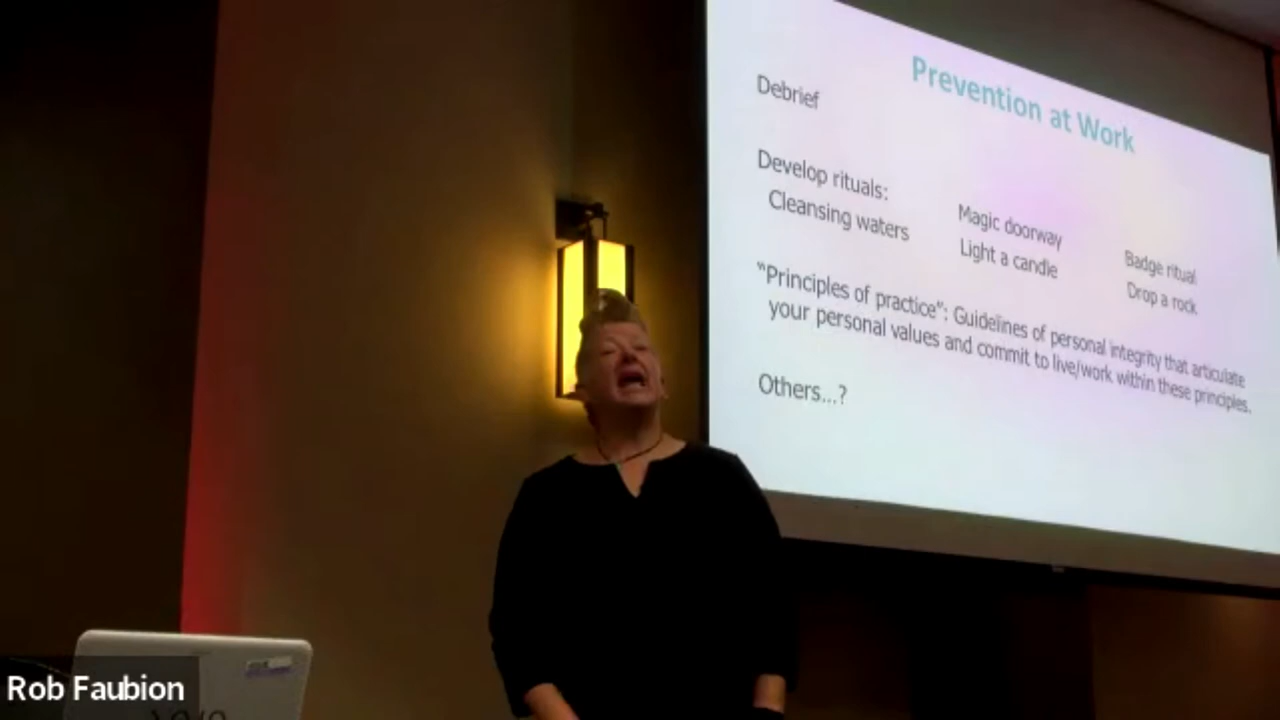 Prevention at Work
Debrief
Develop rituals:
Cleansing waters
Magic doorway
Light a candle
Badge ritual
Drop a rock
“Principles of practice”: Guidelines of personal integrity that articulate
your personal values and commit to live/work within these principles.
Others...?
Rob Faubion